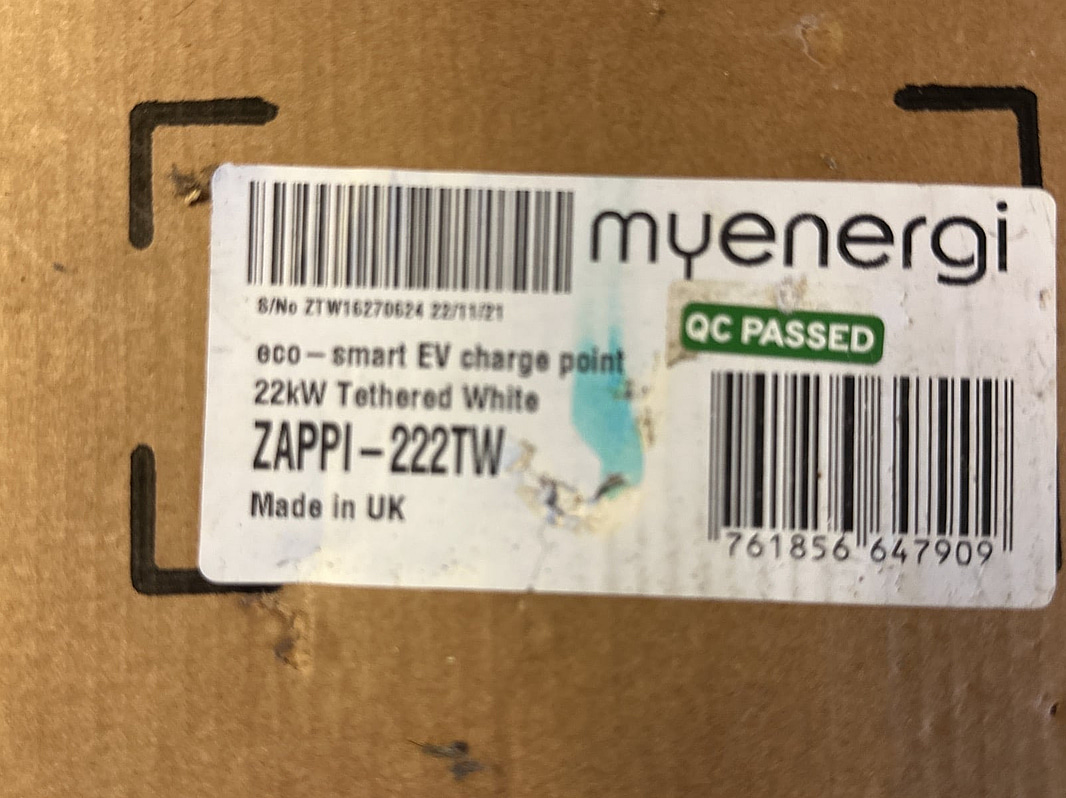 myenergi
S/No ZTW16270624 22/11/21
QC PASSED
eco-smart EV charge point
22kW Tethered White
ZAPPI-222TW
Made in UK
761856 647909